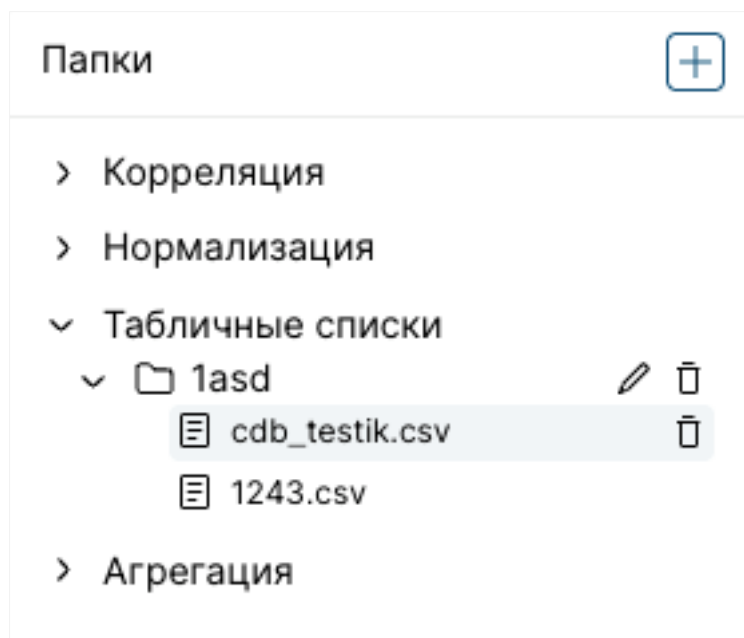 Папки
Корреляция
Нормализация
Табличные списки
1asd
cdb_testik.csv
1243.csv
Агрегация